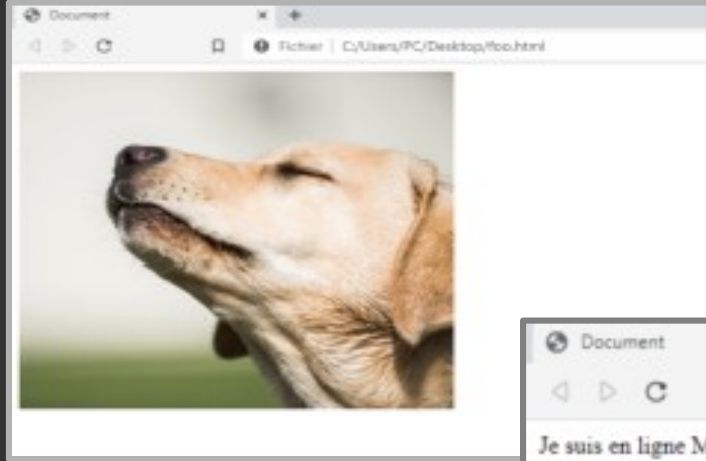 Document
Fichier | C:/Users/PC/Desktop/foo.html
Document
Je suis en ligne M